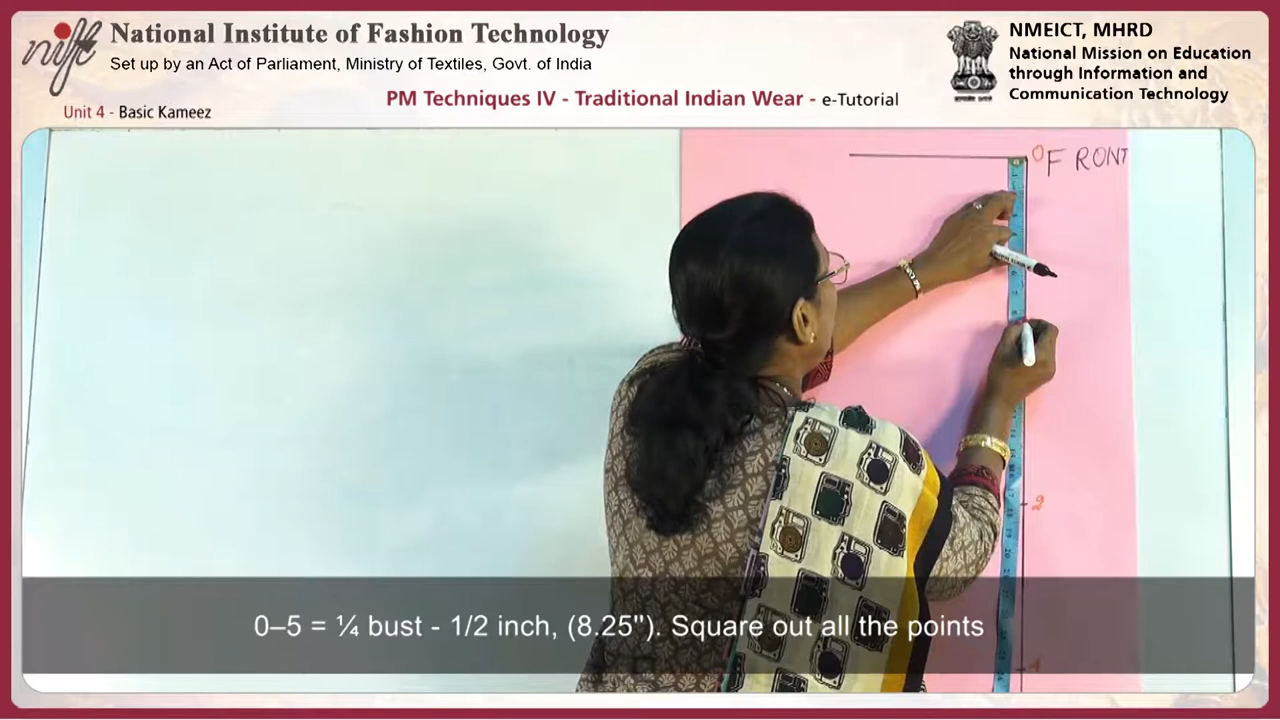 nift
National Institute of Fashion Technology
Set up by an Act of Parliament, Ministry of Textiles, Govt. of India
NMEICT, MHRD
National Mission on Education
through Information and
Communication Technology
Unit 4 - Basic Kameez
PM Techniques IV - Traditional Indian Wear - e-Tutorial
0 FRONT
2
0–5 = ¼ bust - 1/2 inch, (8.25"). Square out all the points